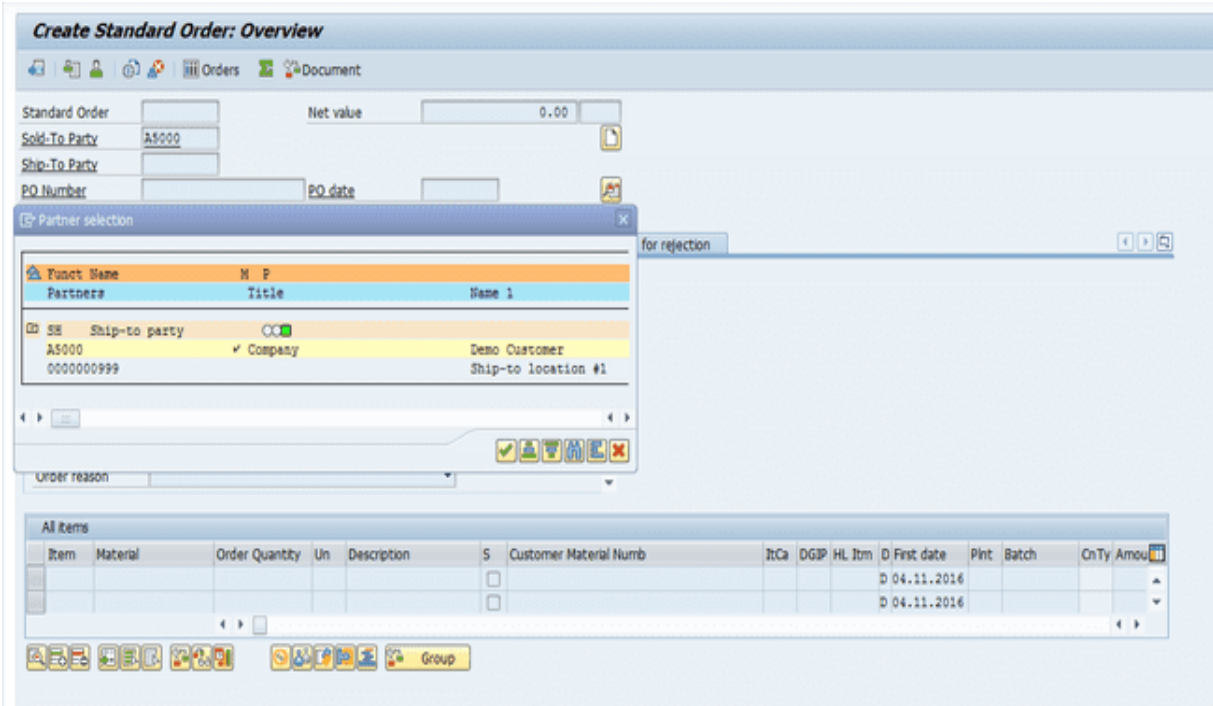 Create Standard Order: Overview
Orders Document
Standard Order Net value 0.00
Sold-To Party A5000
Ship-To Party
PO Number PO date
Partner selection
for rejection
Funct Name M P
Partners Title Name 1
SH Ship-to party
A5000 ✔ Company Demo Customer
0000000999 Ship-to location #1
Order reason
All items
Item Material Order Quantity Un Description S Customer Material Numb ItCa DGIP HL Itm D First date Plnt Batch CnTy Amou
D 04.11.2016
D 04.11.2016
Group